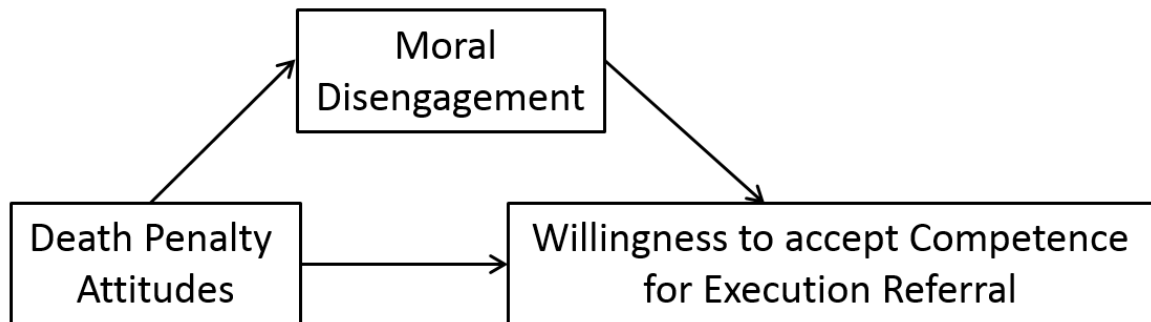 Moral
Disengagement
Death Penalty
Attitudes
Willingness to accept Competence
for Execution Referral